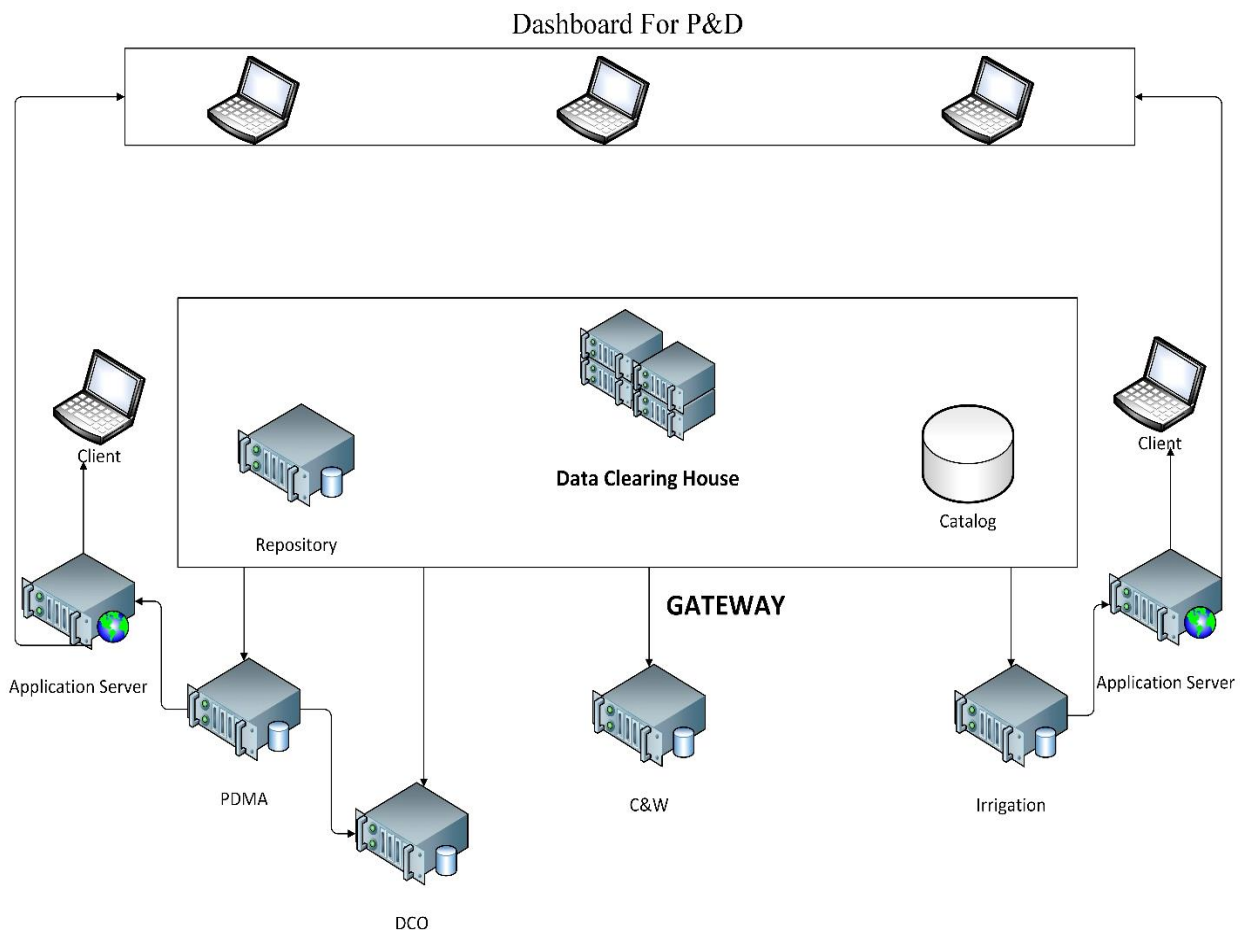 Dashboard For P&D
Client
Client
Data Clearing House
Catalog
Repository
GATEWAY
Application Server
Application Server
PDMA
C&W
Irrigation
DCO